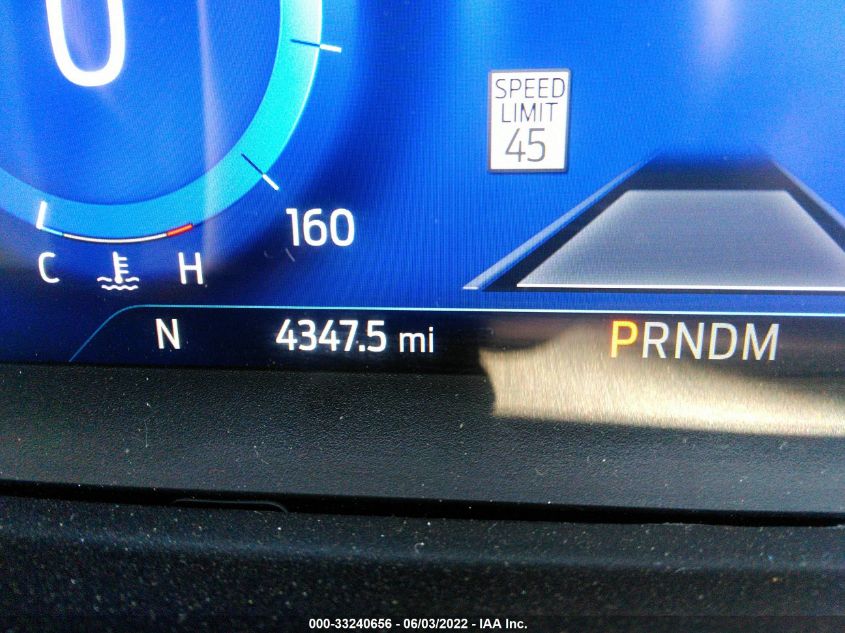 0
SPEED
LIMIT
45
160
C
H
N 4347.5 mi PRNDM
000-33240656 - 06/03/2022 - IAA Inc.